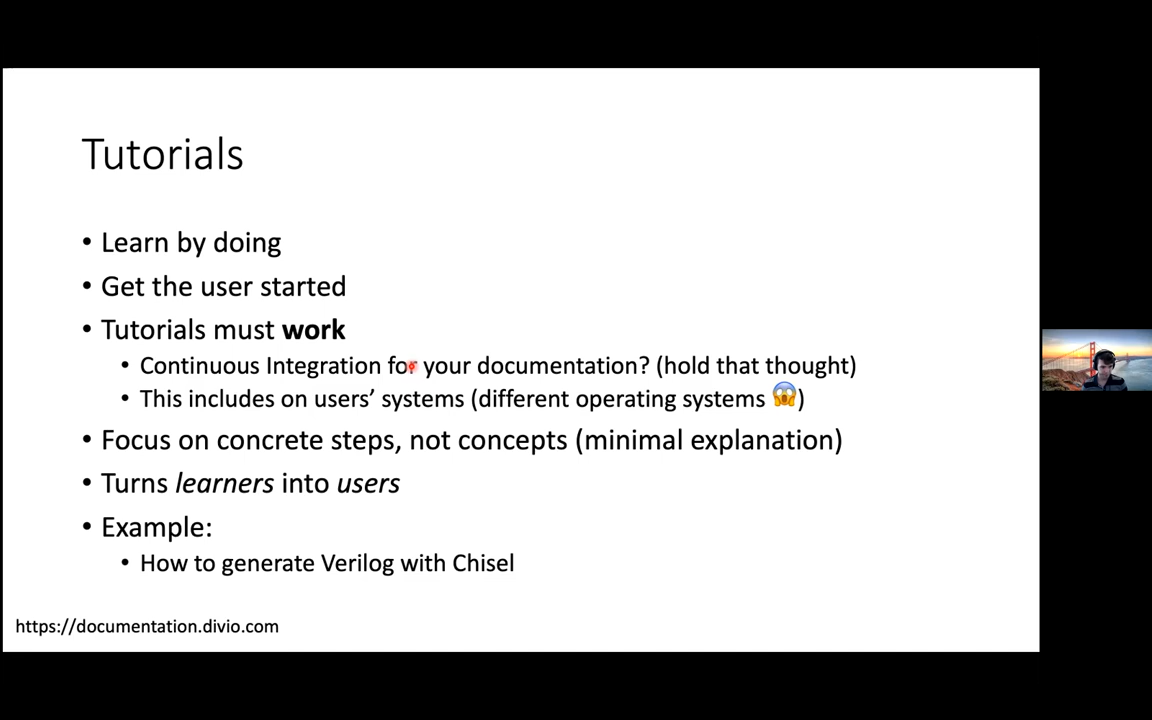 Tutorials
• Learn by doing
• Get the user started
• Tutorials must work
• Continuous Integration for your documentation? (hold that thought)
• This includes on users’ systems (different operating systems 😱)
• Focus on concrete steps, not concepts (minimal explanation)
• Turns learners into users
• Example:
• How to generate Verilog with Chisel
https://documentation.divio.com